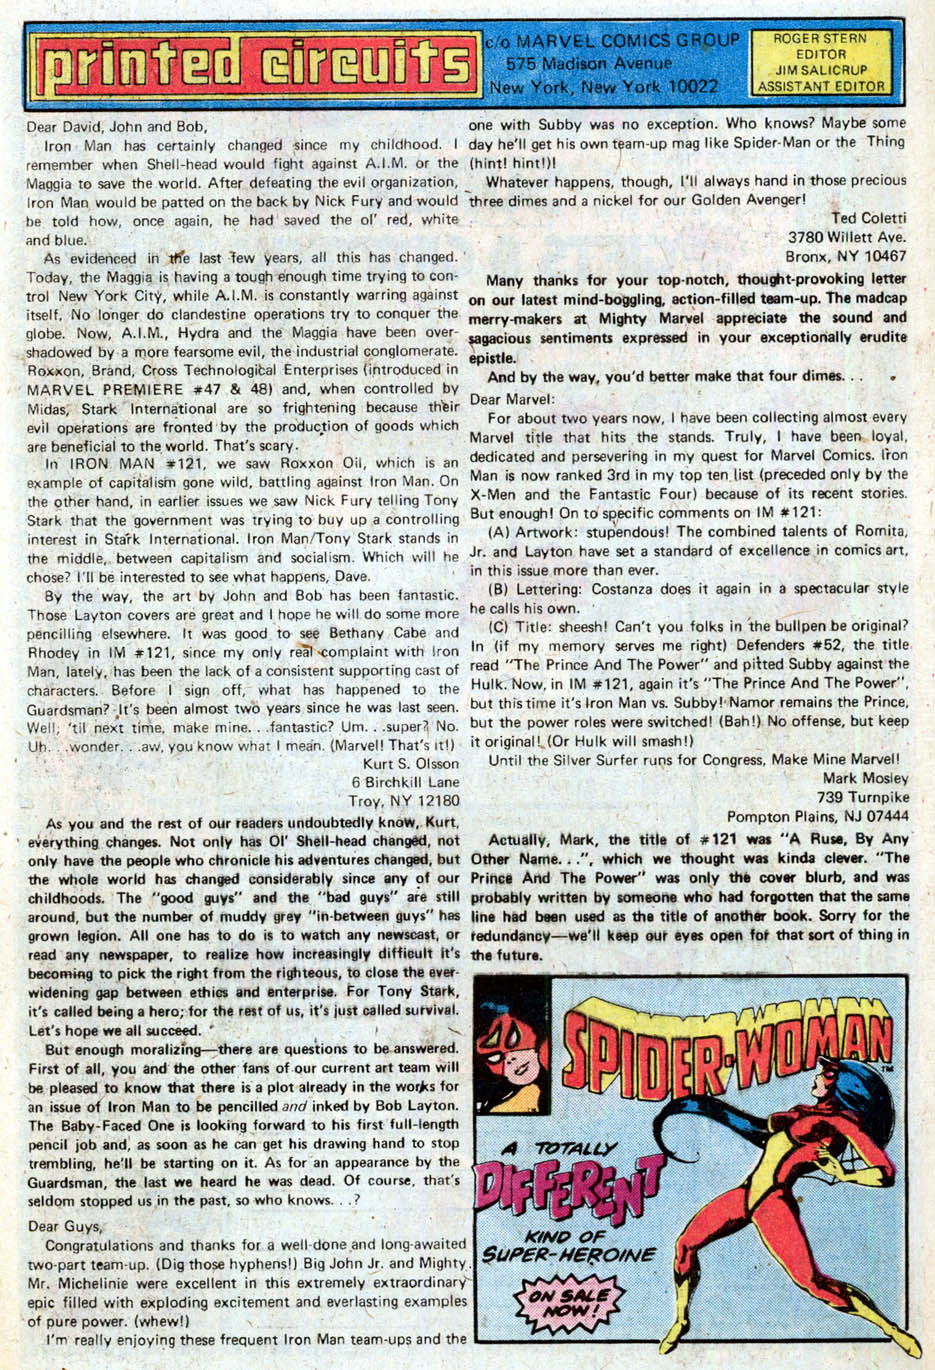 printed circuits
c/o MARVEL COMICS GROUP
575 Madison Avenue
New York, New York 10022
ROGER STERN
EDITOR
JIM SALICRUP
ASSISTANT EDITOR
Dear David, John and Bob,
Iron Man has certainly changed since my childhood. I
remember when Shell-head would fight against A.I.M. or the
Maggia to save the world. After defeating the evil organization,
Iron Man would be patted on the back by Nick Fury and would
be told how, once again, he had saved the ol' red, white
and blue.
As evidenced in the last few years, all this has changed.
Today, the Maggia is having a tough enough time trying to con-
trol New York City, while A.I.M. is constantly warring against
itself. No longer do clandestine operations try to conquer the
globe. Now, A.I.M., Hydra and the Maggia have been over-
shadowed by a more fearsome evil, the industrial conglomerate.
Roxxon, Brand, Cross Technological Enterprises (introduced in
MARVEL PREMIERE #47 & 48) and, when controlled by
Midas, Stark International are so frightening because their
evil operations are fronted by the production of goods which
are beneficial to the world. That's scary.
In IRON MAN #121, we saw Roxxon Oil, which is an
example of capitalism gone wild, battling against Iron Man. On
the other hand, in earlier issues we saw Nick Fury telling Tony
Stark that the government was trying to buy up a controlling
interest in Stark International. Iron Man/Tony Stark stands in
the middle, between capitalism and socialism. Which will he
chose? I'll be interested to see what happens, Dave.
By the way, the art by John and Bob has been fantastic.
Those Layton covers are great and I hope he will do some more
pencilling elsewhere. It was good to see Bethany Cabe and
Rhodey in IM #121, since my only real complaint with Iron
Man, lately, has been the lack of a consistent supporting cast of
characters. Before I sign off, what has happened to the
Guardsman? It's been almost two years since he was last seen.
Well, 'til next time, make mine. . .fantastic? Um. . .super? No.
Uh. . .wonder. . .aw, you know what I mean. (Marvel! That's it!)
Kurt S. Olsson
6 Birchkill Lane
Troy, NY 12180
As you and the rest of our readers undoubtedly know, Kurt,
everything changes. Not only has Ol' Shell-head changed, not
only have the people who chronicle his adventures changed, but
the whole world has changed considerably since any of our
childhoods. The "good guys" and the "bad guys" are still
around, but the number of muddy grey "in-between guys" has
grown legion. All one has to do is to watch any newscast, or
read any newspaper, to realize how increasingly difficult it's
becoming to pick the right from the righteous, to close the ever-
widening gap between ethics and enterprise. For Tony Stark,
it's called being a hero; for the rest of us, it's just called survival.
Let's hope we all succeed.
But enough moralizing—there are questions to be answered.
First of all, you and the other fans of our current art team will
be pleased to know that there is a plot already in the works for
an issue of Iron Man to be pencilled and inked by Bob Layton.
The Baby-Faced One is looking forward to his first full-length
pencil job and, as soon as he can get his drawing hand to stop
trembling, he'll be starting on it. As for an appearance by the
Guardsman, the last we heard he was dead. Of course, that's
seldom stopped us in the past, so who knows. . .?
Dear Guys,
Congratulations and thanks for a well-done and long-awaited
two-part team-up. (Dig those hyphens!) Big John Jr. and Mighty
Mr. Michelinie were excellent in this extremely extraordinary
epic filled with exploding excitement and everlasting examples
of pure power. (whew!)
I'm really enjoying these frequent Iron Man team-ups and the
one with Subby was no exception. Who knows? Maybe some
day he'll get his own team-up mag like Spider-Man or the Thing
(hint! hint!)!
Whatever happens, though, I'll always hand in those precious
three dimes and a nickel for our Golden Avenger!
Ted Coletti
3780 Willett Ave.
Bronx, NY 10467
Many thanks for your top-notch, thought-provoking letter
on our latest mind-boggling, action-filled team-up. The madcap
merry-makers at Mighty Marvel appreciate the sound and
sagacious sentiments expressed in your exceptionally erudite
epistle.
And by the way, you'd better make that four dimes. . .
Dear Marvel:
For about two years now, I have been collecting almost every
Marvel title that hits the stands. Truly, I have been loyal,
dedicated and persevering in my quest for Marvel Comics. Iron
Man is now ranked 3rd in my top ten list (preceded only by the
X-Men and the Fantastic Four) because of its recent stories.
But enough! On to specific comments on IM #121:
(A) Artwork: stupendous! The combined talents of Romita,
Jr. and Layton have set a standard of excellence in comics art,
in this issue more than ever.
(B) Lettering: Costanza does it again in a spectacular style
he calls his own.
(C) Title: sheesh! Can't you folks in the bullpen be original?
In (if my memory serves me right) Defenders #52, the title
read "The Prince And The Power" and pitted Subby against the
Hulk. Now, in IM #121, again it's "The Prince And The Power",
but this time it's Iron Man vs. Subby! Namor remains the Prince,
but the power roles were switched! (Bah!) No offense, but keep
it original! (Or Hulk will smash!)
Until the Silver Surfer runs for Congress, Make Mine Marvel!
Mark Mosley
739 Turnpike
Pompton Plains, NJ 07444
Actually, Mark, the title of #121 was "A Ruse, By Any
Other Name. . .", which we thought was kinda clever. "The
Prince And The Power" was only the cover blurb, and was
probably written by someone who had forgotten that the same
line had been used as the title of another book. Sorry for the
redundancy—we'll keep our eyes open for that sort of thing in
the future.
SPIDER-WOMAN
TM
A TOTALLY
DIFFERENT
KIND OF
SUPER-HEROINE
ON SALE
NOW!